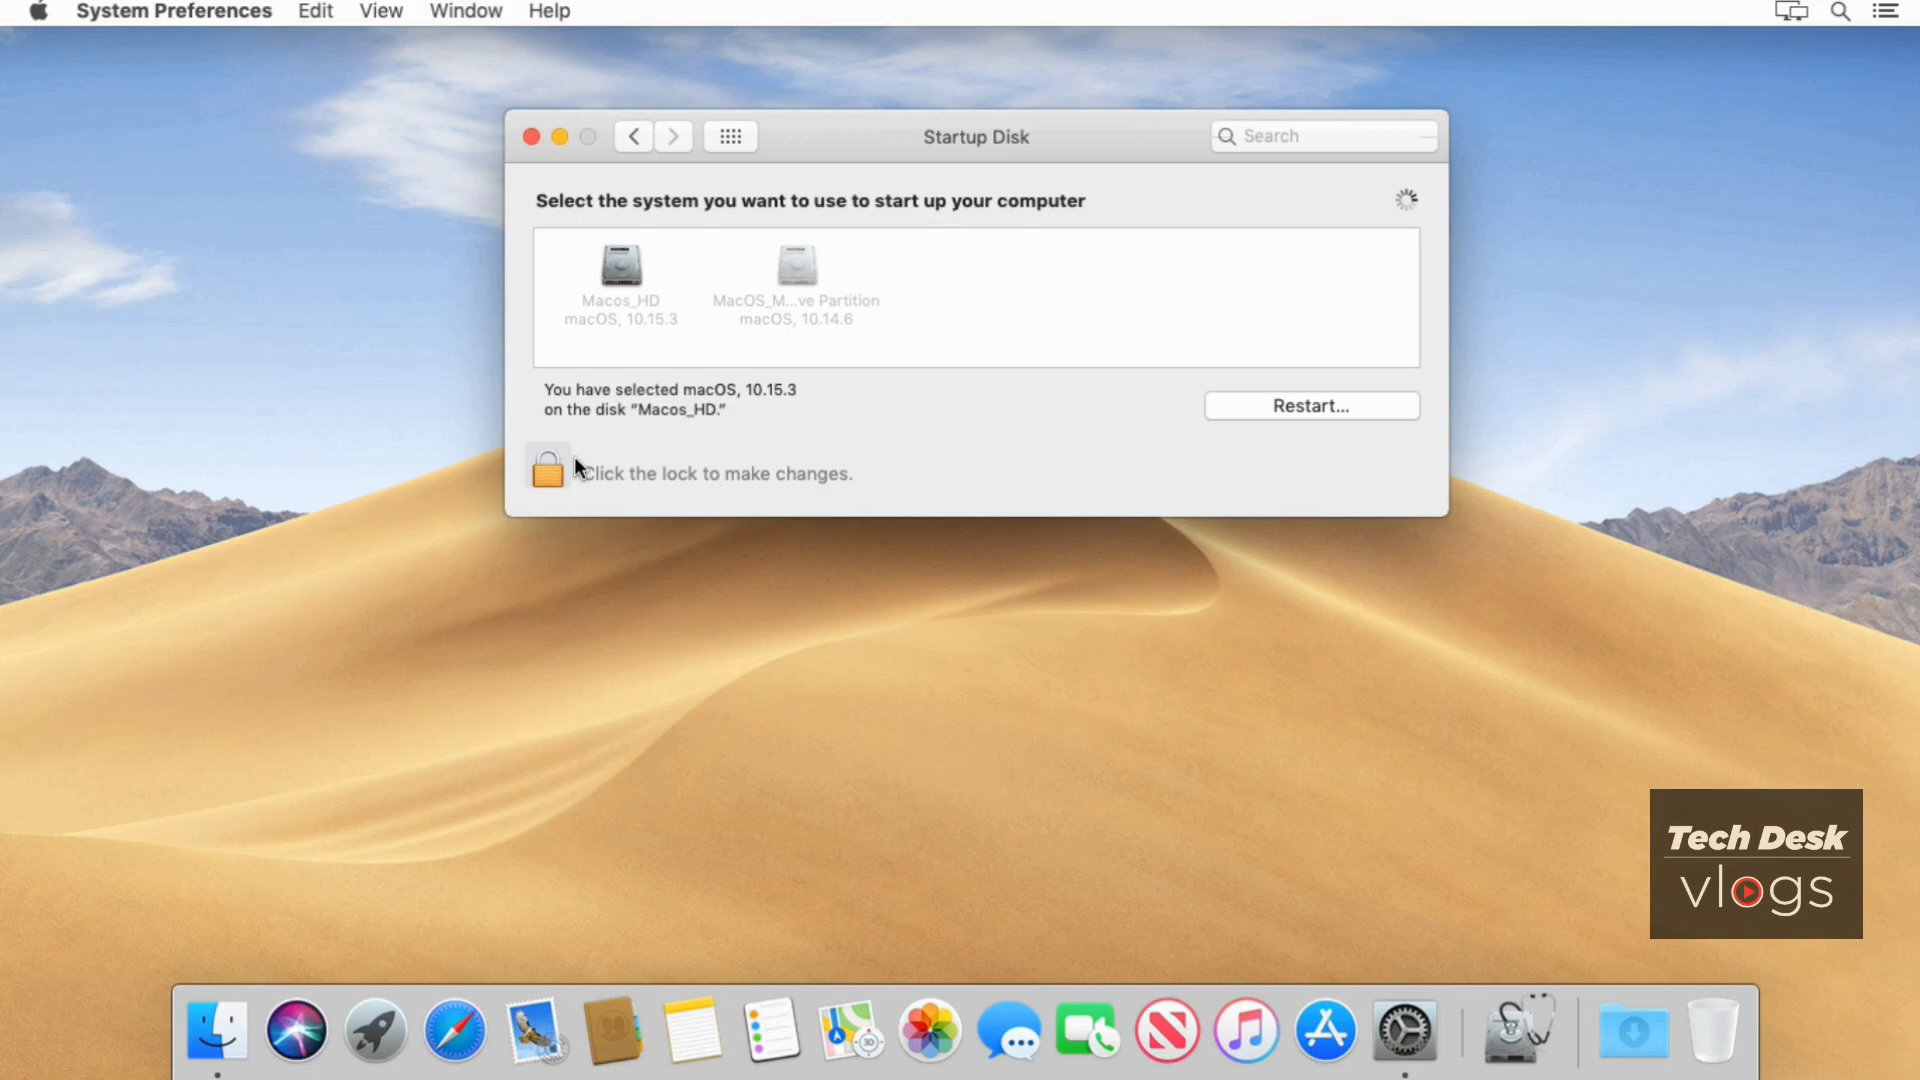 System Preferences Edit View Window Help
Startup Disk
Search
Select the system you want to use to start up your computer
Macos_HD
macOS, 10.15.3
MacOS_M...ve Partition
macOS, 10.14.6
You have selected macOS, 10.15.3
on the disk “Macos_HD.”
Restart...
Click the lock to make changes.
Tech Desk
vlogs
3D